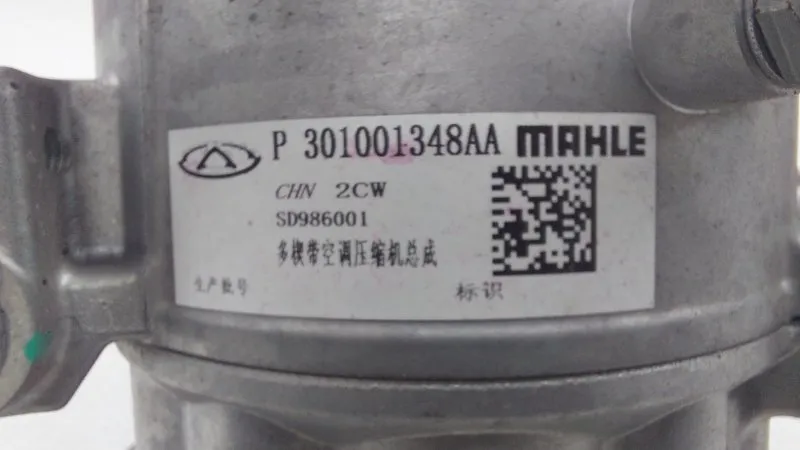 P 301001348AA MAHLE
CHN 2CW
SD986001
多楔带空调压缩机总成
生产批号 标识